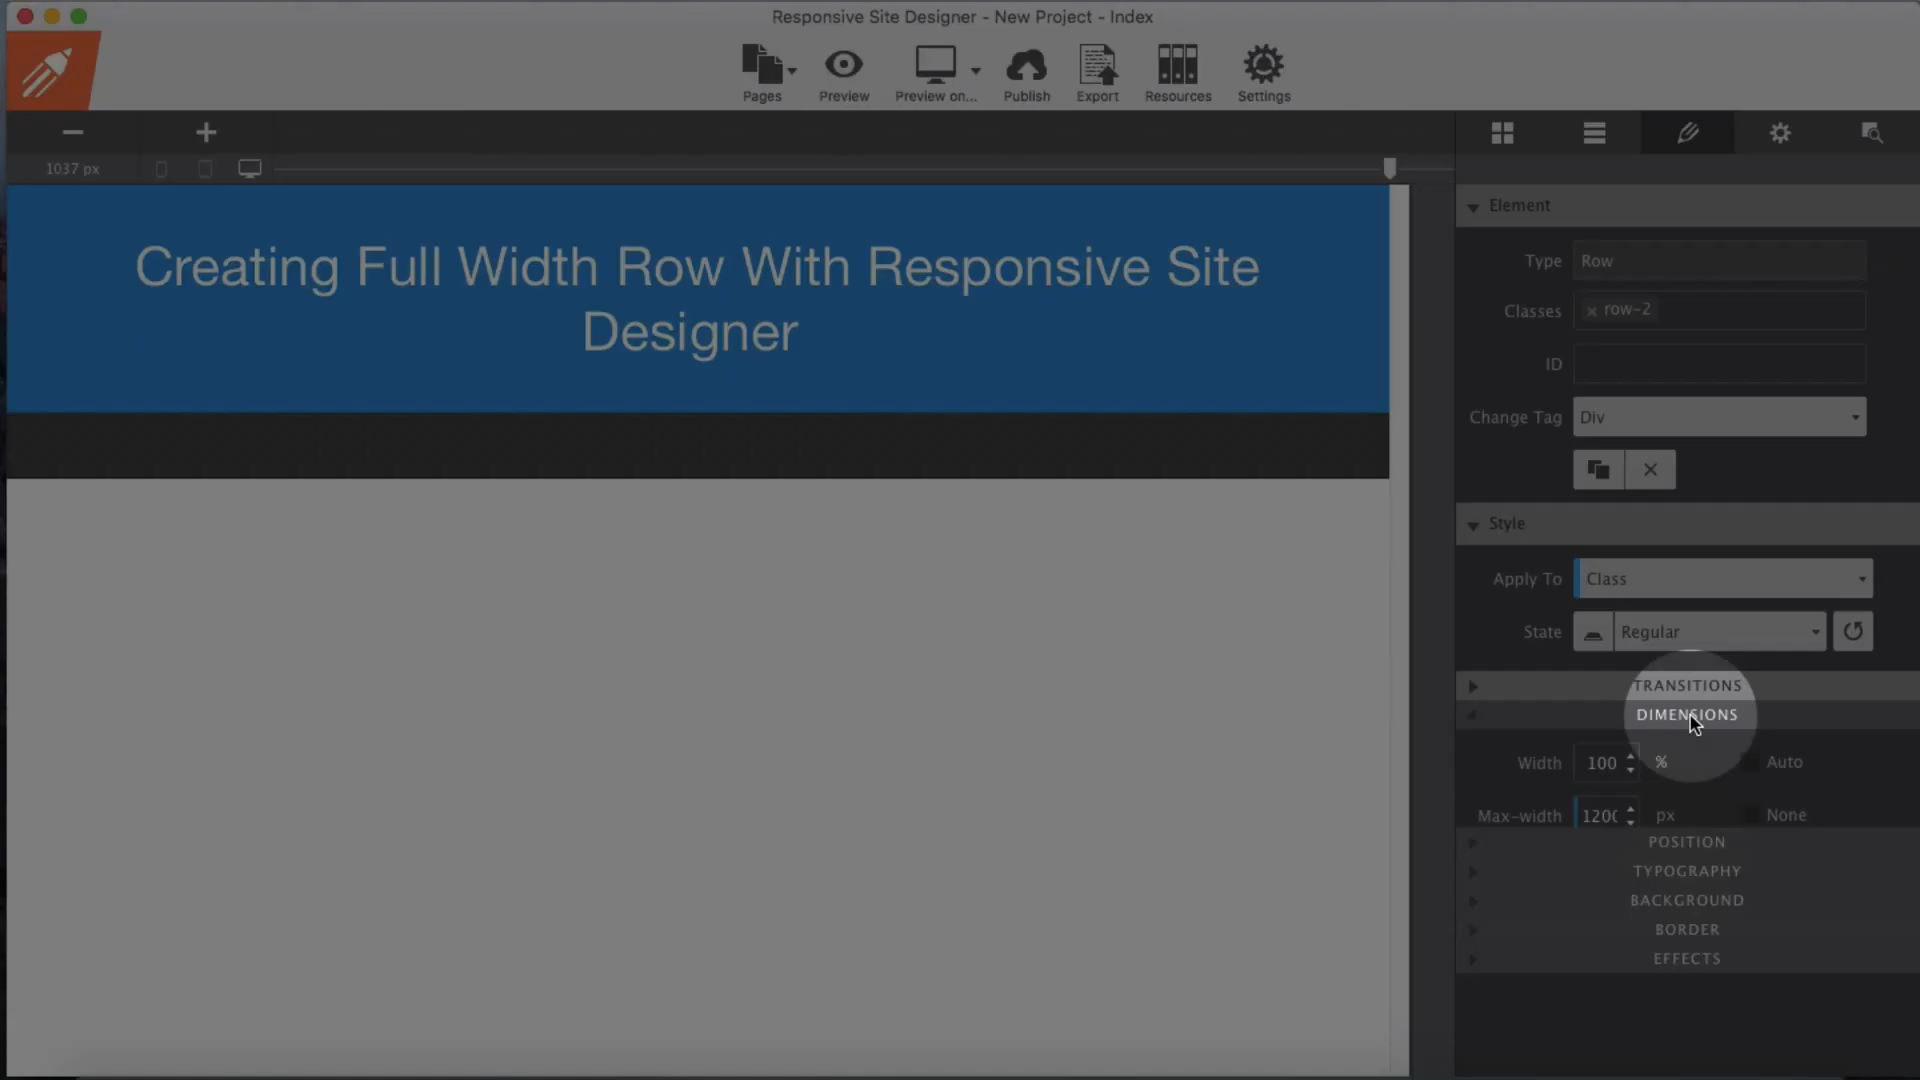 Responsive Site Designer - New Project - Index
Pages
Preview
Preview on...
Publish
Export
Resources
Settings
1037 px
Creating Full Width Row With Responsive Site
Designer
Element
Type Row
Classes × row-2
ID
Change Tag Div
Style
Apply To Class
State Regular
TRANSITIONS
DIMENSIONS
Width 100 % Auto
Max-width 1200 px None
POSITION
TYPOGRAPHY
BACKGROUND
BORDER
EFFECTS